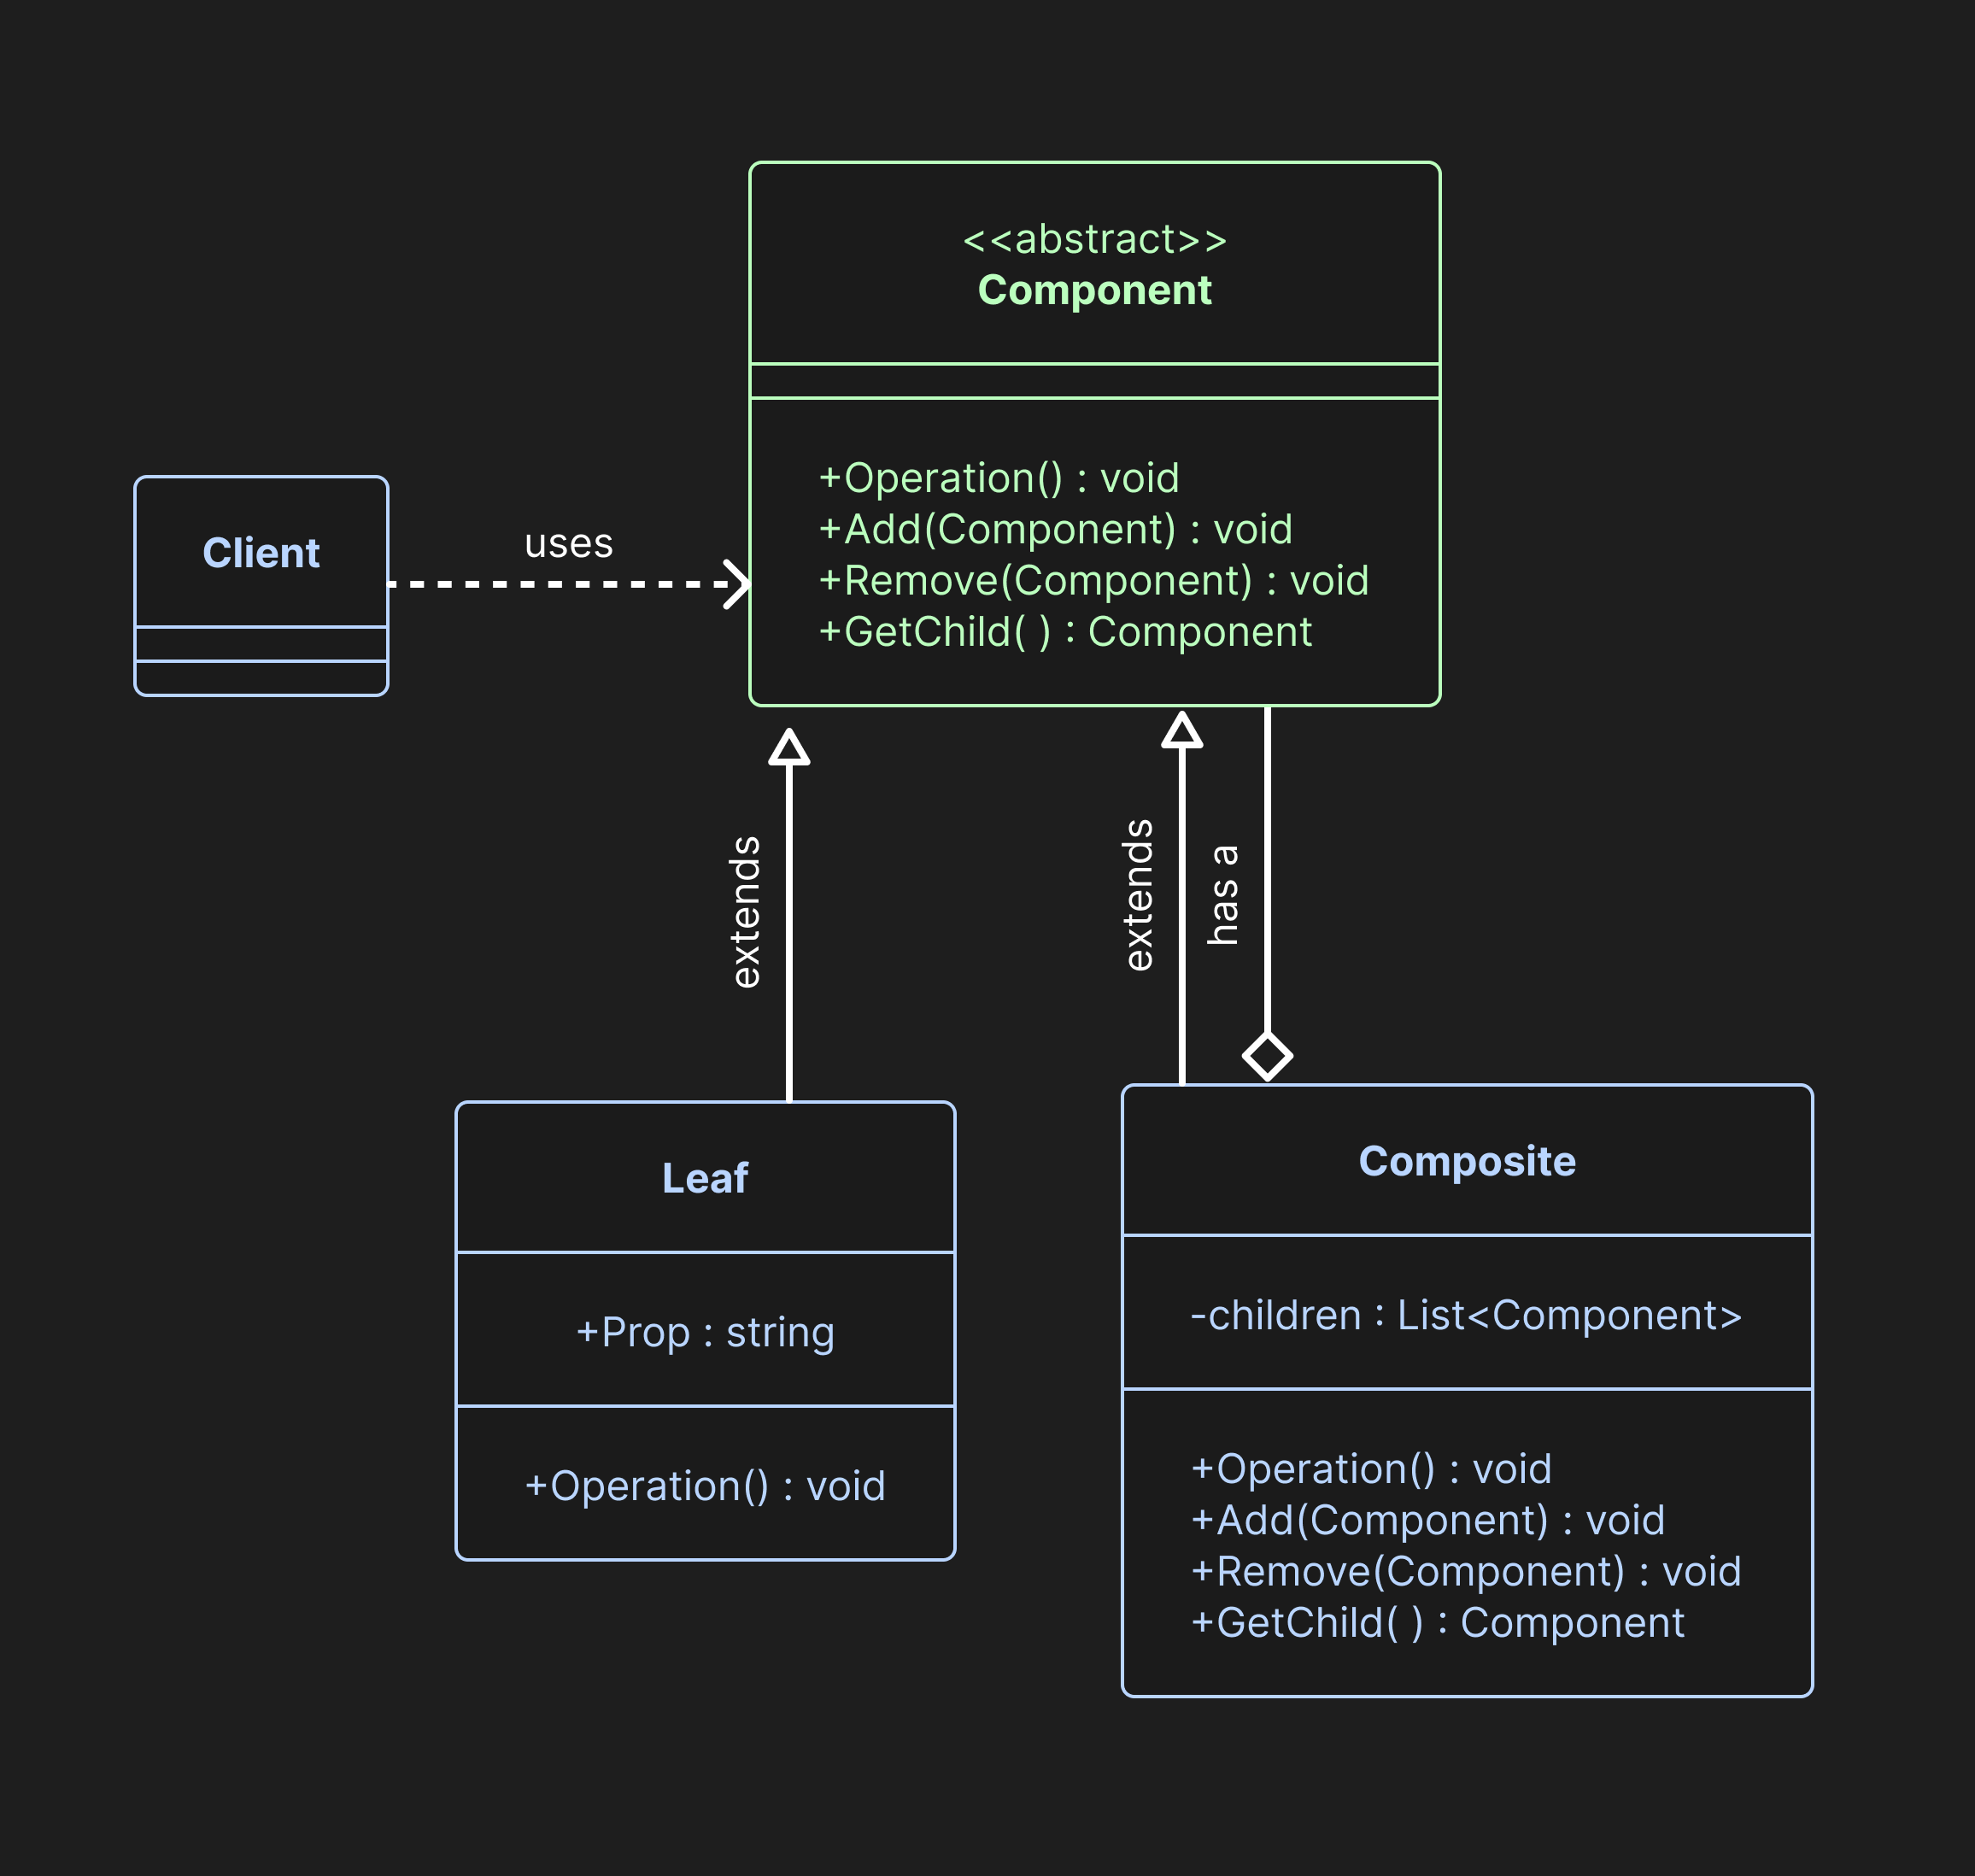 <<abstract>>
Component
+Operation() : void
+Add(Component) : void
+Remove(Component) : void
+GetChild( ) : Component
Client
uses
extends
extends
has a
Leaf
+Prop : string
+Operation() : void
Composite
-children : List<Component>
+Operation() : void
+Add(Component) : void
+Remove(Component) : void
+GetChild( ) : Component